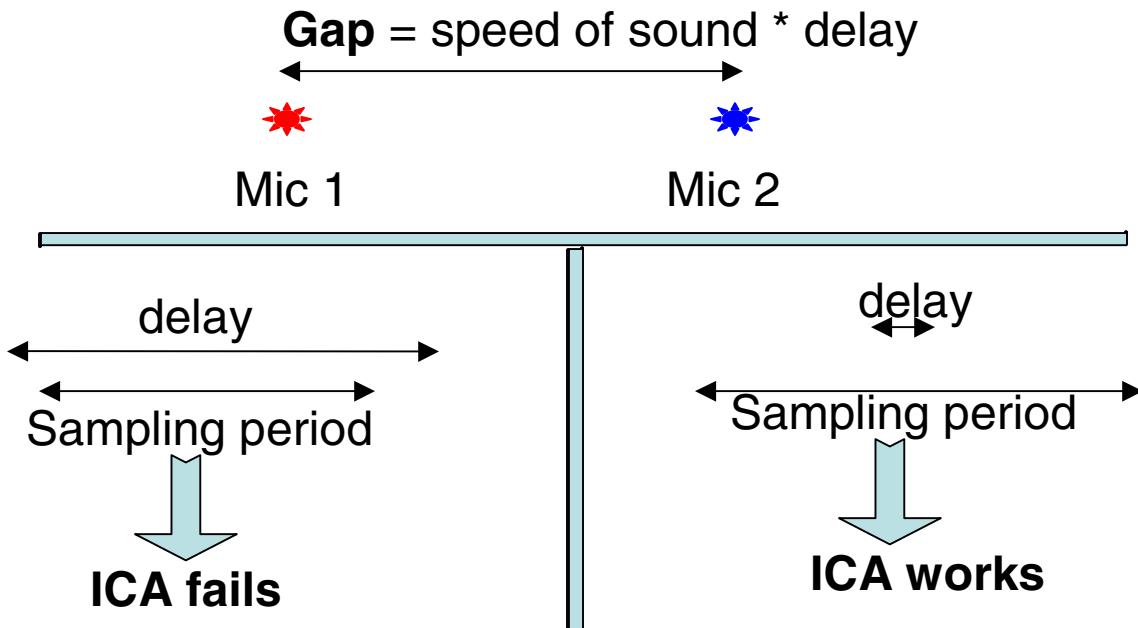 Gap = speed of sound * delay
Mic 1
Mic 2
delay
Sampling period
ICA fails
delay
Sampling period
ICA works